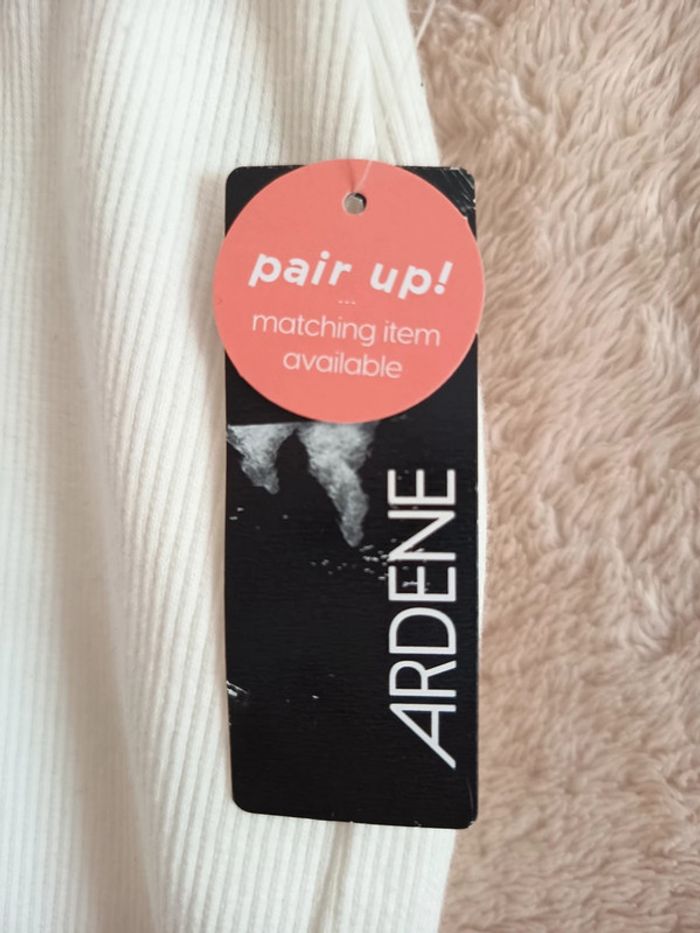 pair up!
...
matching item
available
ARDENE